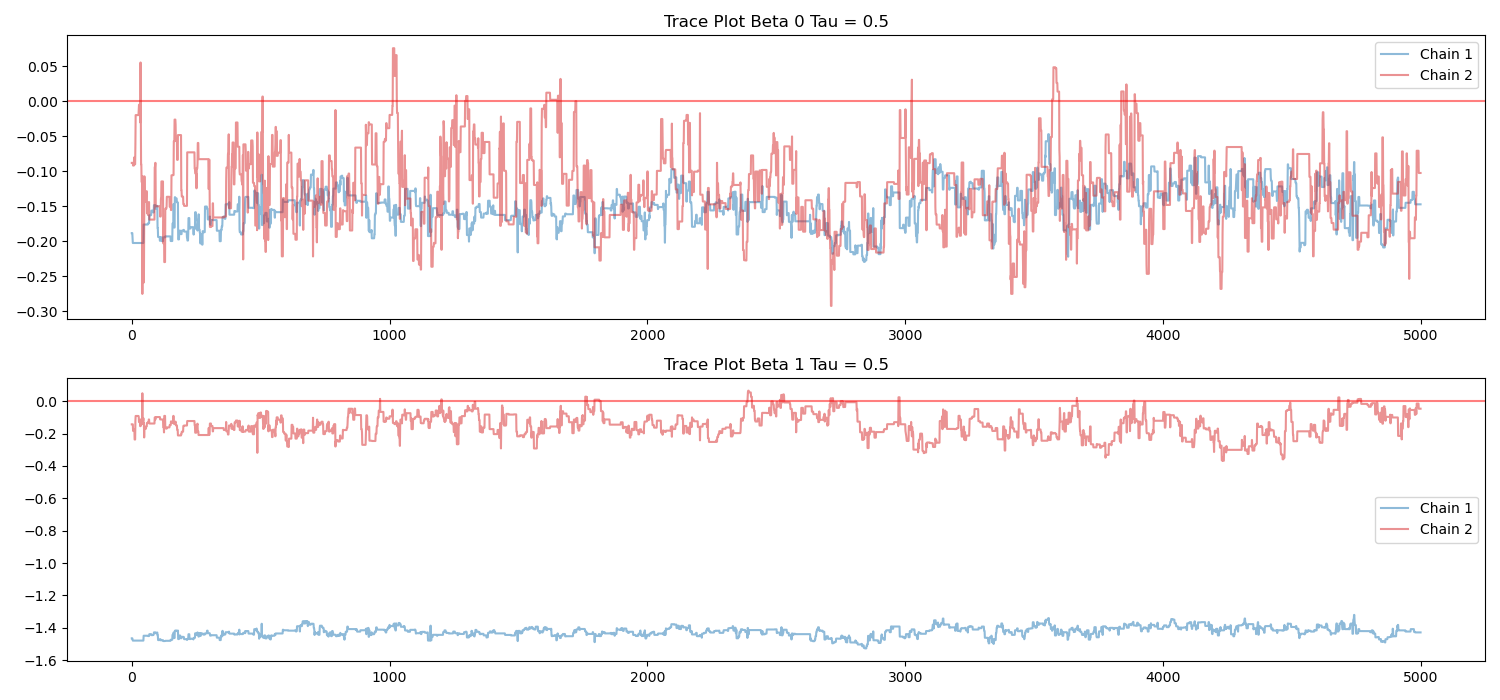 Trace Plot Beta 0 Tau = 0.5
Chain 1
Chain 2
0.05
0.00
−0.05
−0.10
−0.15
−0.20
−0.25
−0.30
0 1000 2000 3000 4000 5000
Trace Plot Beta 1 Tau = 0.5
0.0
−0.2
−0.4
−0.6
Chain 1
−0.8
Chain 2
−1.0
−1.2
−1.4
−1.6
0 1000 2000 3000 4000 5000